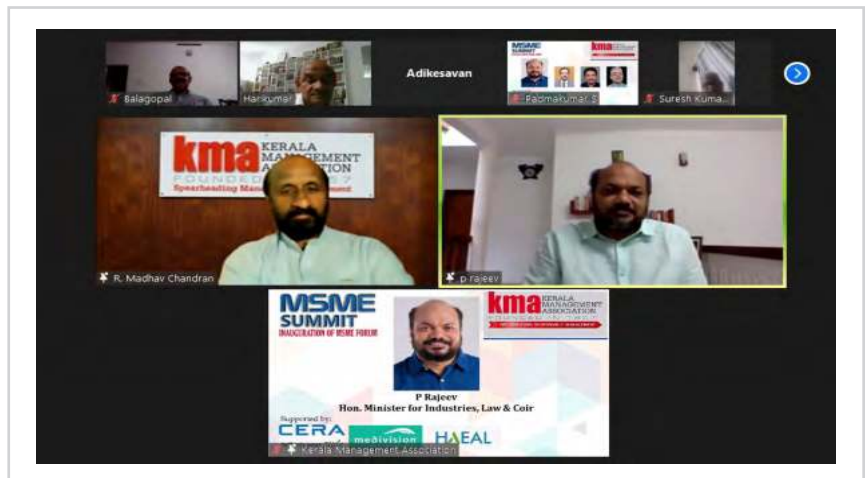 Balagopal
Harikumar
Adikesavan
MSME
SUMMIT
kma
Padmakumar S
Suresh Kuma...
kma KERALA
MANAGEMENT
ASSOCIATION
Spearheading
R. Madhav Chandran
p rajeev
MSME
SUMMIT
INAUGURATION OF MSME FORUM
kma KERALA
MANAGEMENT
ASSOCIATION
P Rajeev
Hon. Minister for Industries, Law & Coir
Supported by:
CERA
medivision
HAEAL
Kerala Management Association